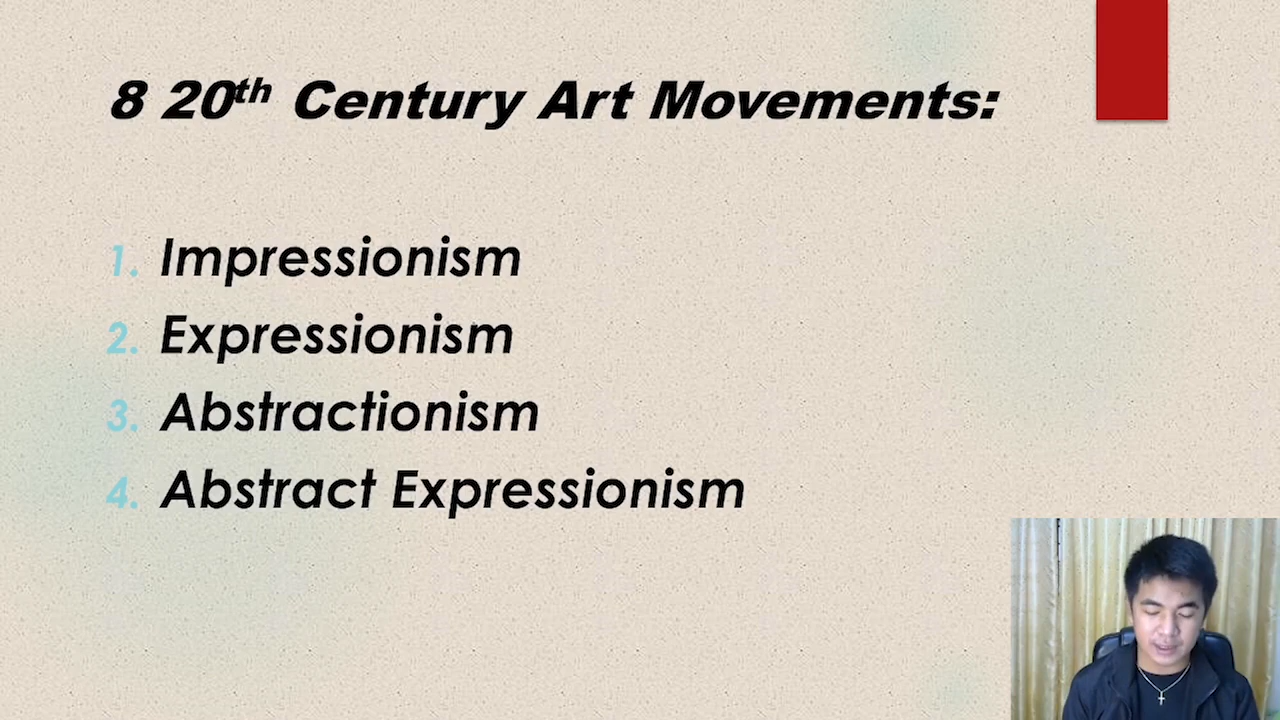 8 20th Century Art Movements:
1. Impressionism
2. Expressionism
3. Abstractionism
4. Abstract Expressionism